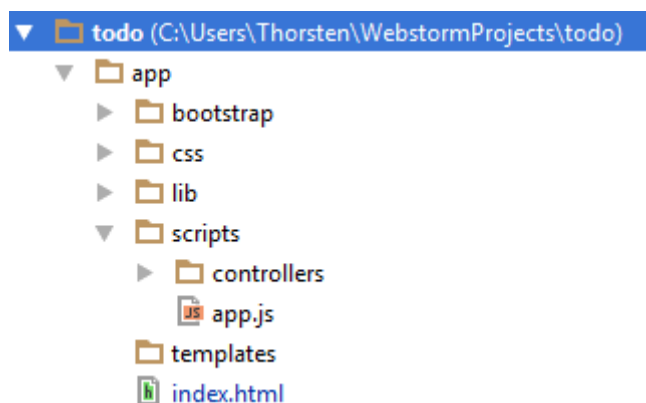 todo (C:\Users\Thorsten\WebstormProjects\todo)
app
bootstrap
css
lib
scripts
controllers
JS app.js
templates
h index.html